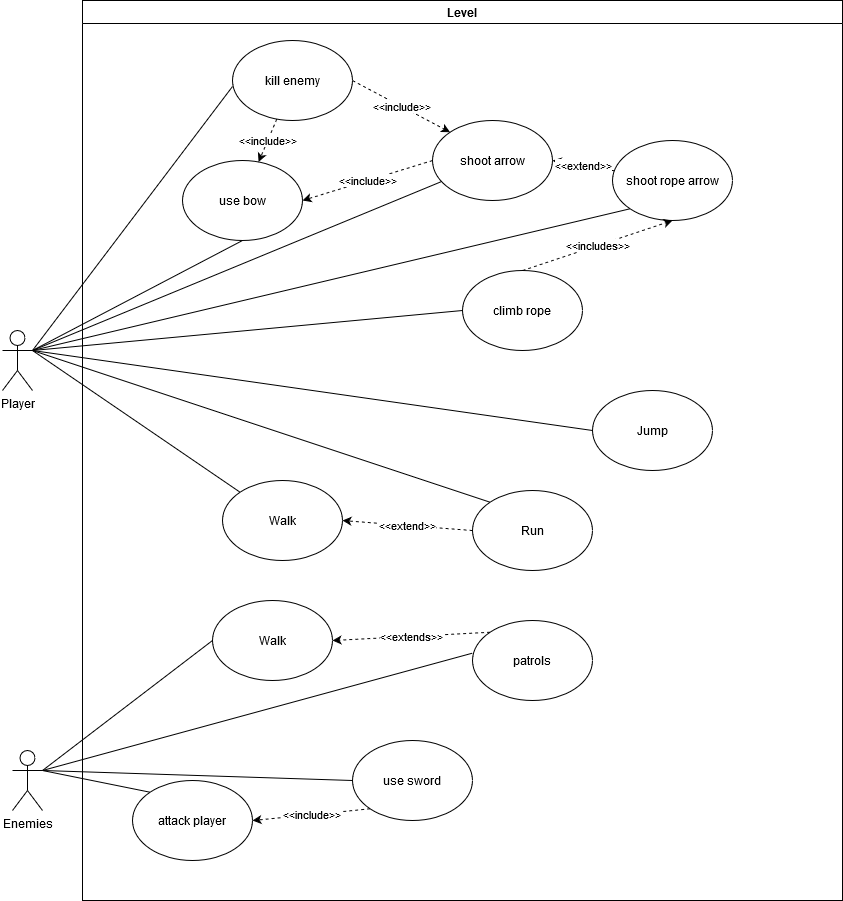 Level
kill enemy
<<include>>
<<include>>
shoot arrow
<<extend>>
shoot rope arrow
<<include>>
use bow
<<includes>>
climb rope
Player
Jump
Walk
<<extend>>
Run
Walk
<<extends>>
patrols
Enemies
use sword
<<include>>
attack player